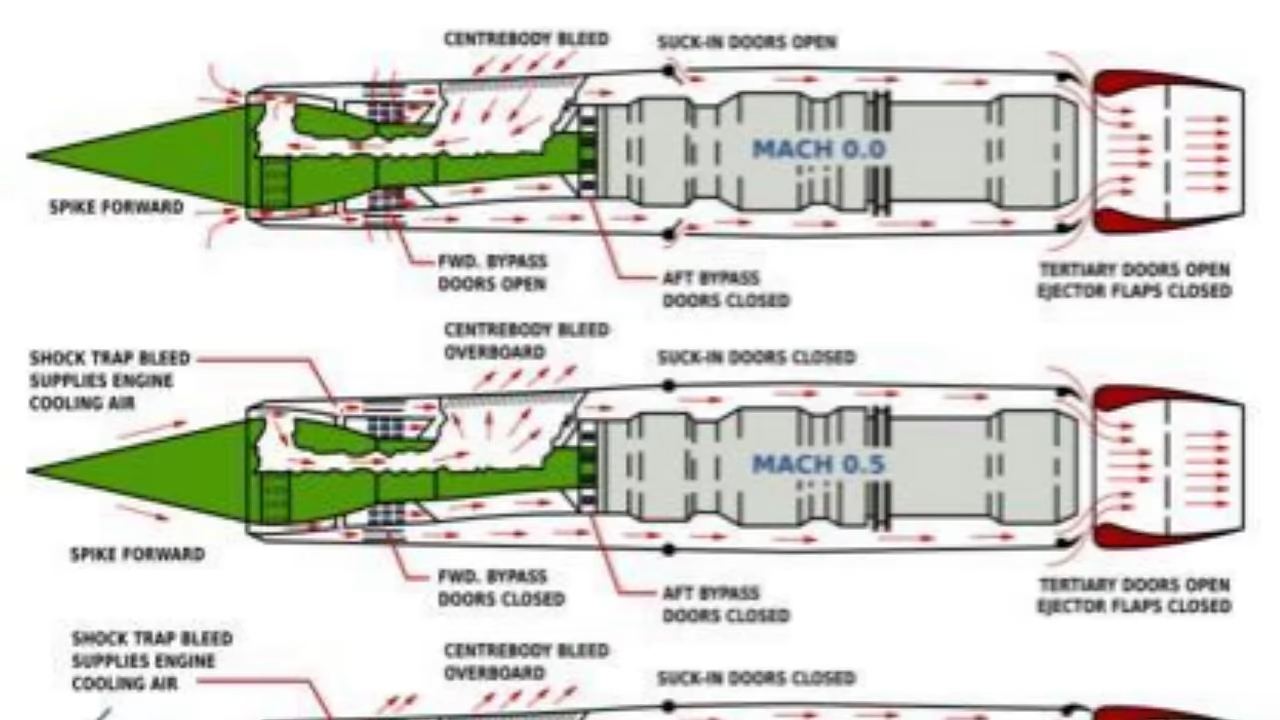 CENTREBODY BLEED
SUCK-IN DOORS OPEN
MACH 0.0
SPIKE FORWARD
FWD. BYPASS
DOORS OPEN
AFT BYPASS
DOORS CLOSED
TERTIARY DOORS OPEN
EJECTOR FLAPS CLOSED
SHOCK TRAP BLEED
SUPPLIES ENGINE
COOLING AIR
CENTREBODY BLEED
OVERBOARD
SUCK-IN DOORS CLOSED
MACH 0.5
SPIKE FORWARD
FWD. BYPASS
DOORS CLOSED
AFT BYPASS
DOORS CLOSED
TERTIARY DOORS OPEN
EJECTOR FLAPS CLOSED
SHOCK TRAP BLEED
SUPPLIES ENGINE
COOLING AIR
CENTREBODY BLEED
OVERBOARD
SUCK-IN DOORS CLOSED